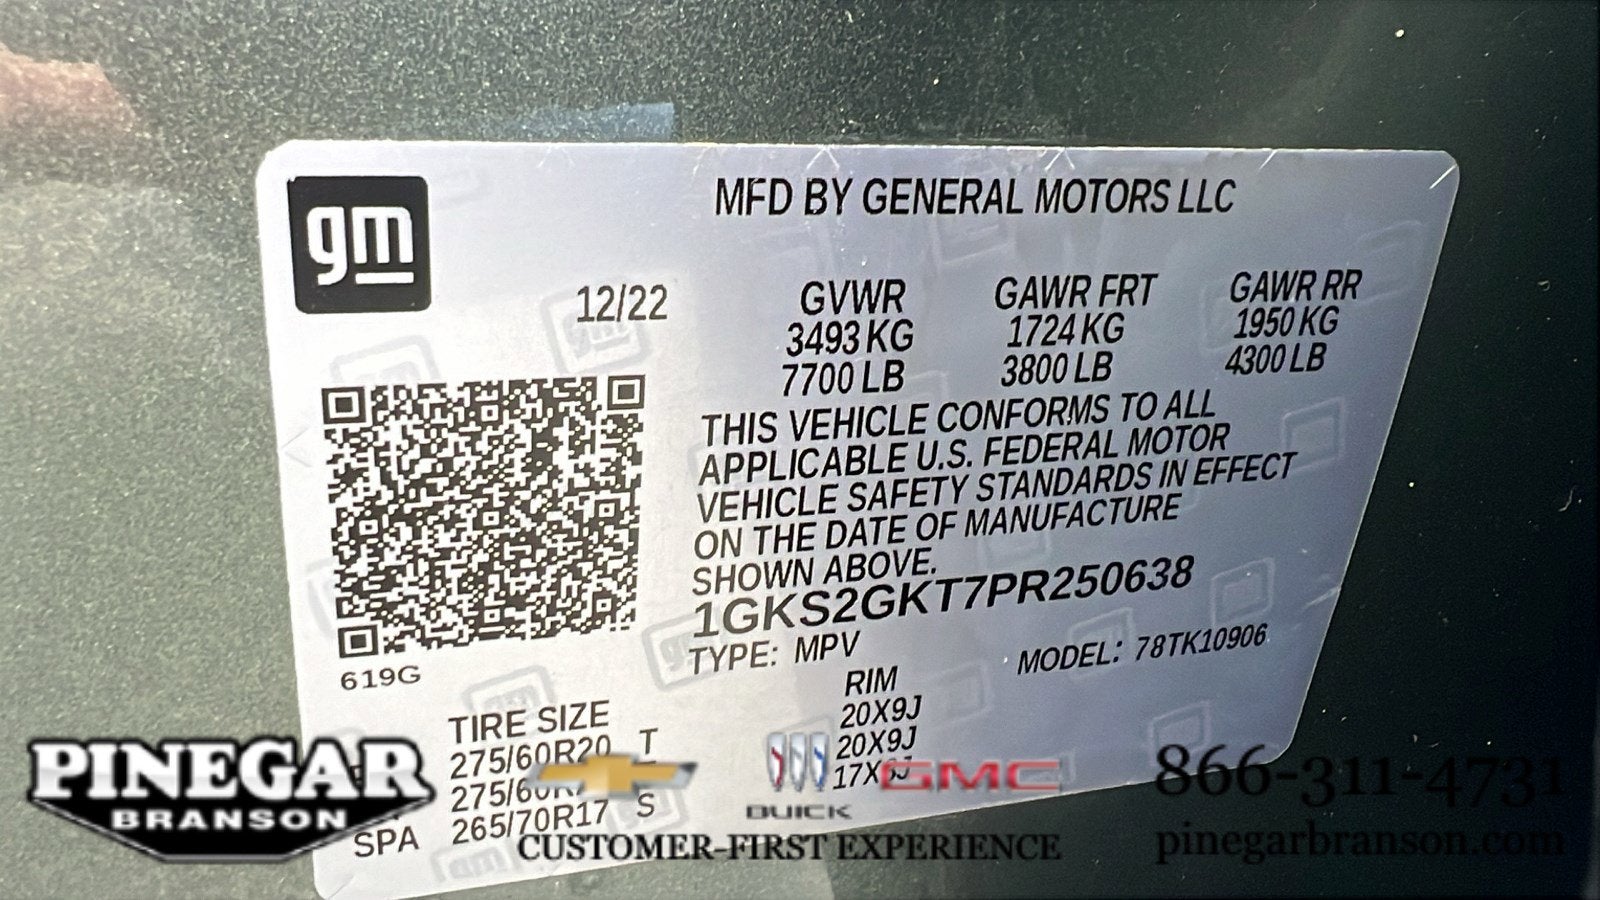 gm
MFD BY GENERAL MOTORS LLC
12/22
GVWR GAWR FRT GAWR RR
3493 KG 1724 KG 1950 KG
7700 LB 3800 LB 4300 LB
THIS VEHICLE CONFORMS TO ALL
APPLICABLE U.S. FEDERAL MOTOR
VEHICLE SAFETY STANDARDS IN EFFECT
ON THE DATE OF MANUFACTURE
SHOWN ABOVE.
1GKS2GKT7PR250638
TYPE: MPV MODEL: 78TK10906
619G
TIRE SIZE RIM
275/60R20 T 20X9J
20X9J
SPA 265/70R17 S
PINEGAR
BRANSON
BUICK
GMC
CUSTOMER-FIRST EXPERIENCE
866-311-4731
pinegarbranson.com